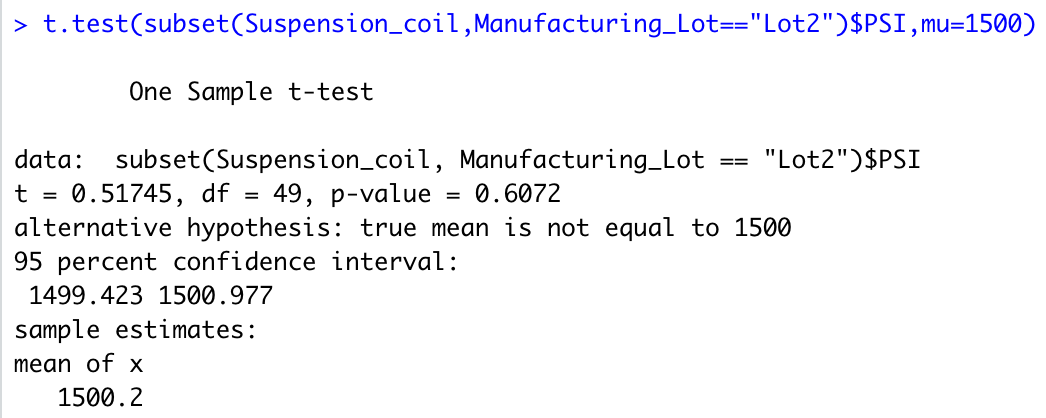 > t.test(subset(Suspension_coil,Manufacturing_Lot=="Lot2")$PSI,mu=1500)
One Sample t-test
data:  subset(Suspension_coil, Manufacturing_Lot == "Lot2")$PSI
t = 0.51745, df = 49, p-value = 0.6072
alternative hypothesis: true mean is not equal to 1500
95 percent confidence interval:
1499.423 1500.977
sample estimates:
mean of x
1500.2